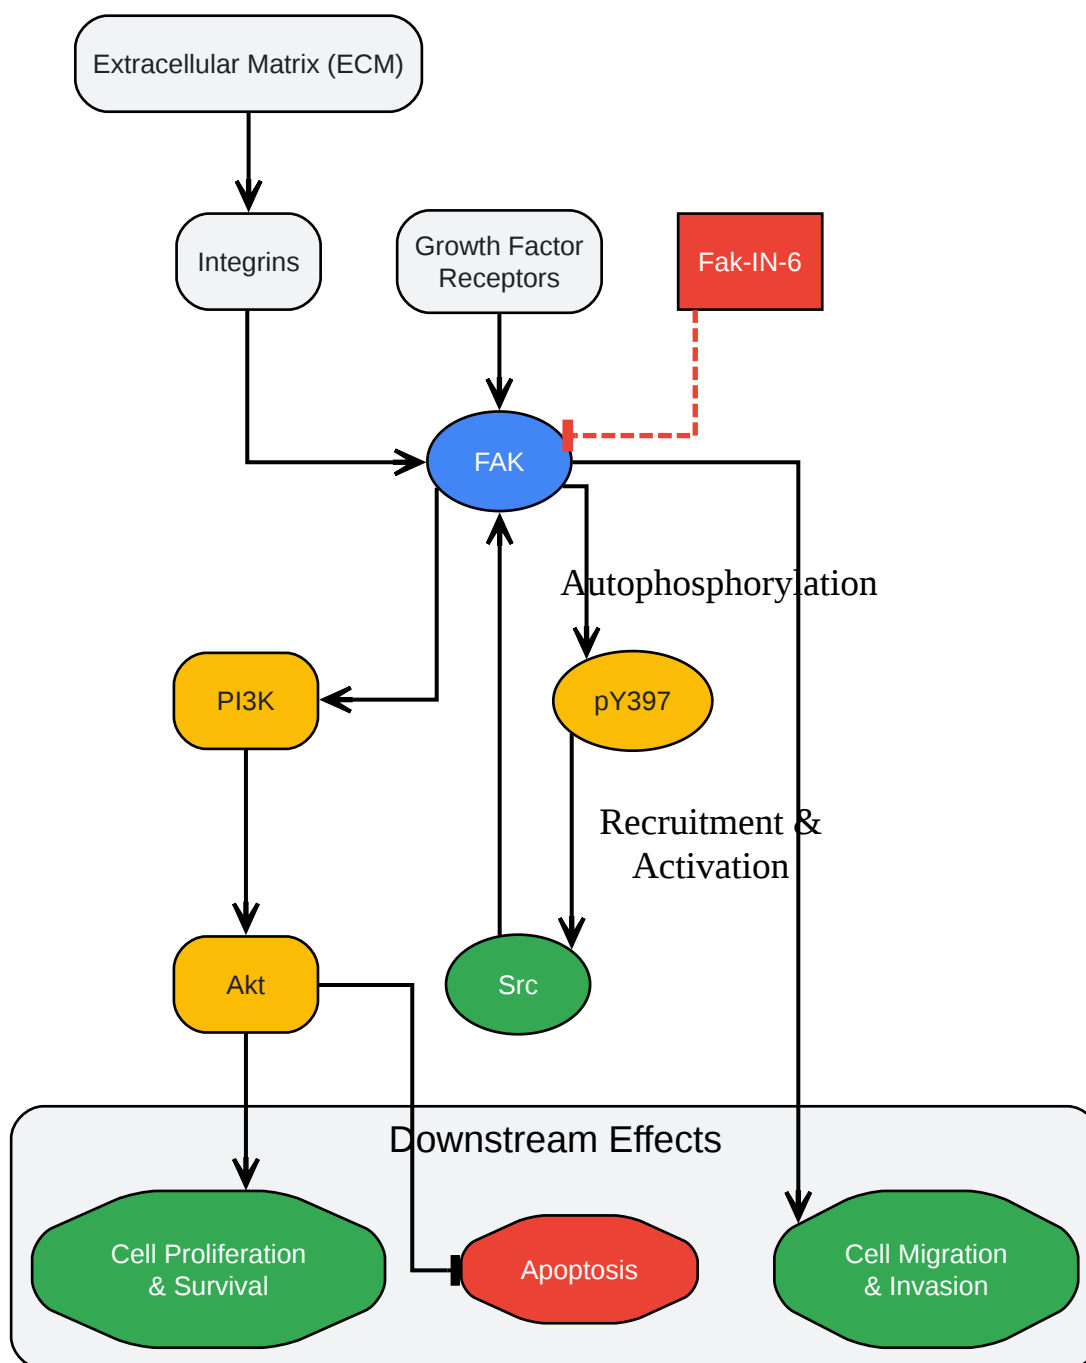 Extracellular Matrix (ECM)
Integrins
Growth Factor
Receptors
Fak-IN-6
FAK
Autophosphorylation
PI3K
pY397
Recruitment &
Activation
Akt
Src
Downstream Effects
Cell Proliferation
& Survival
Apoptosis
Cell Migration
& Invasion